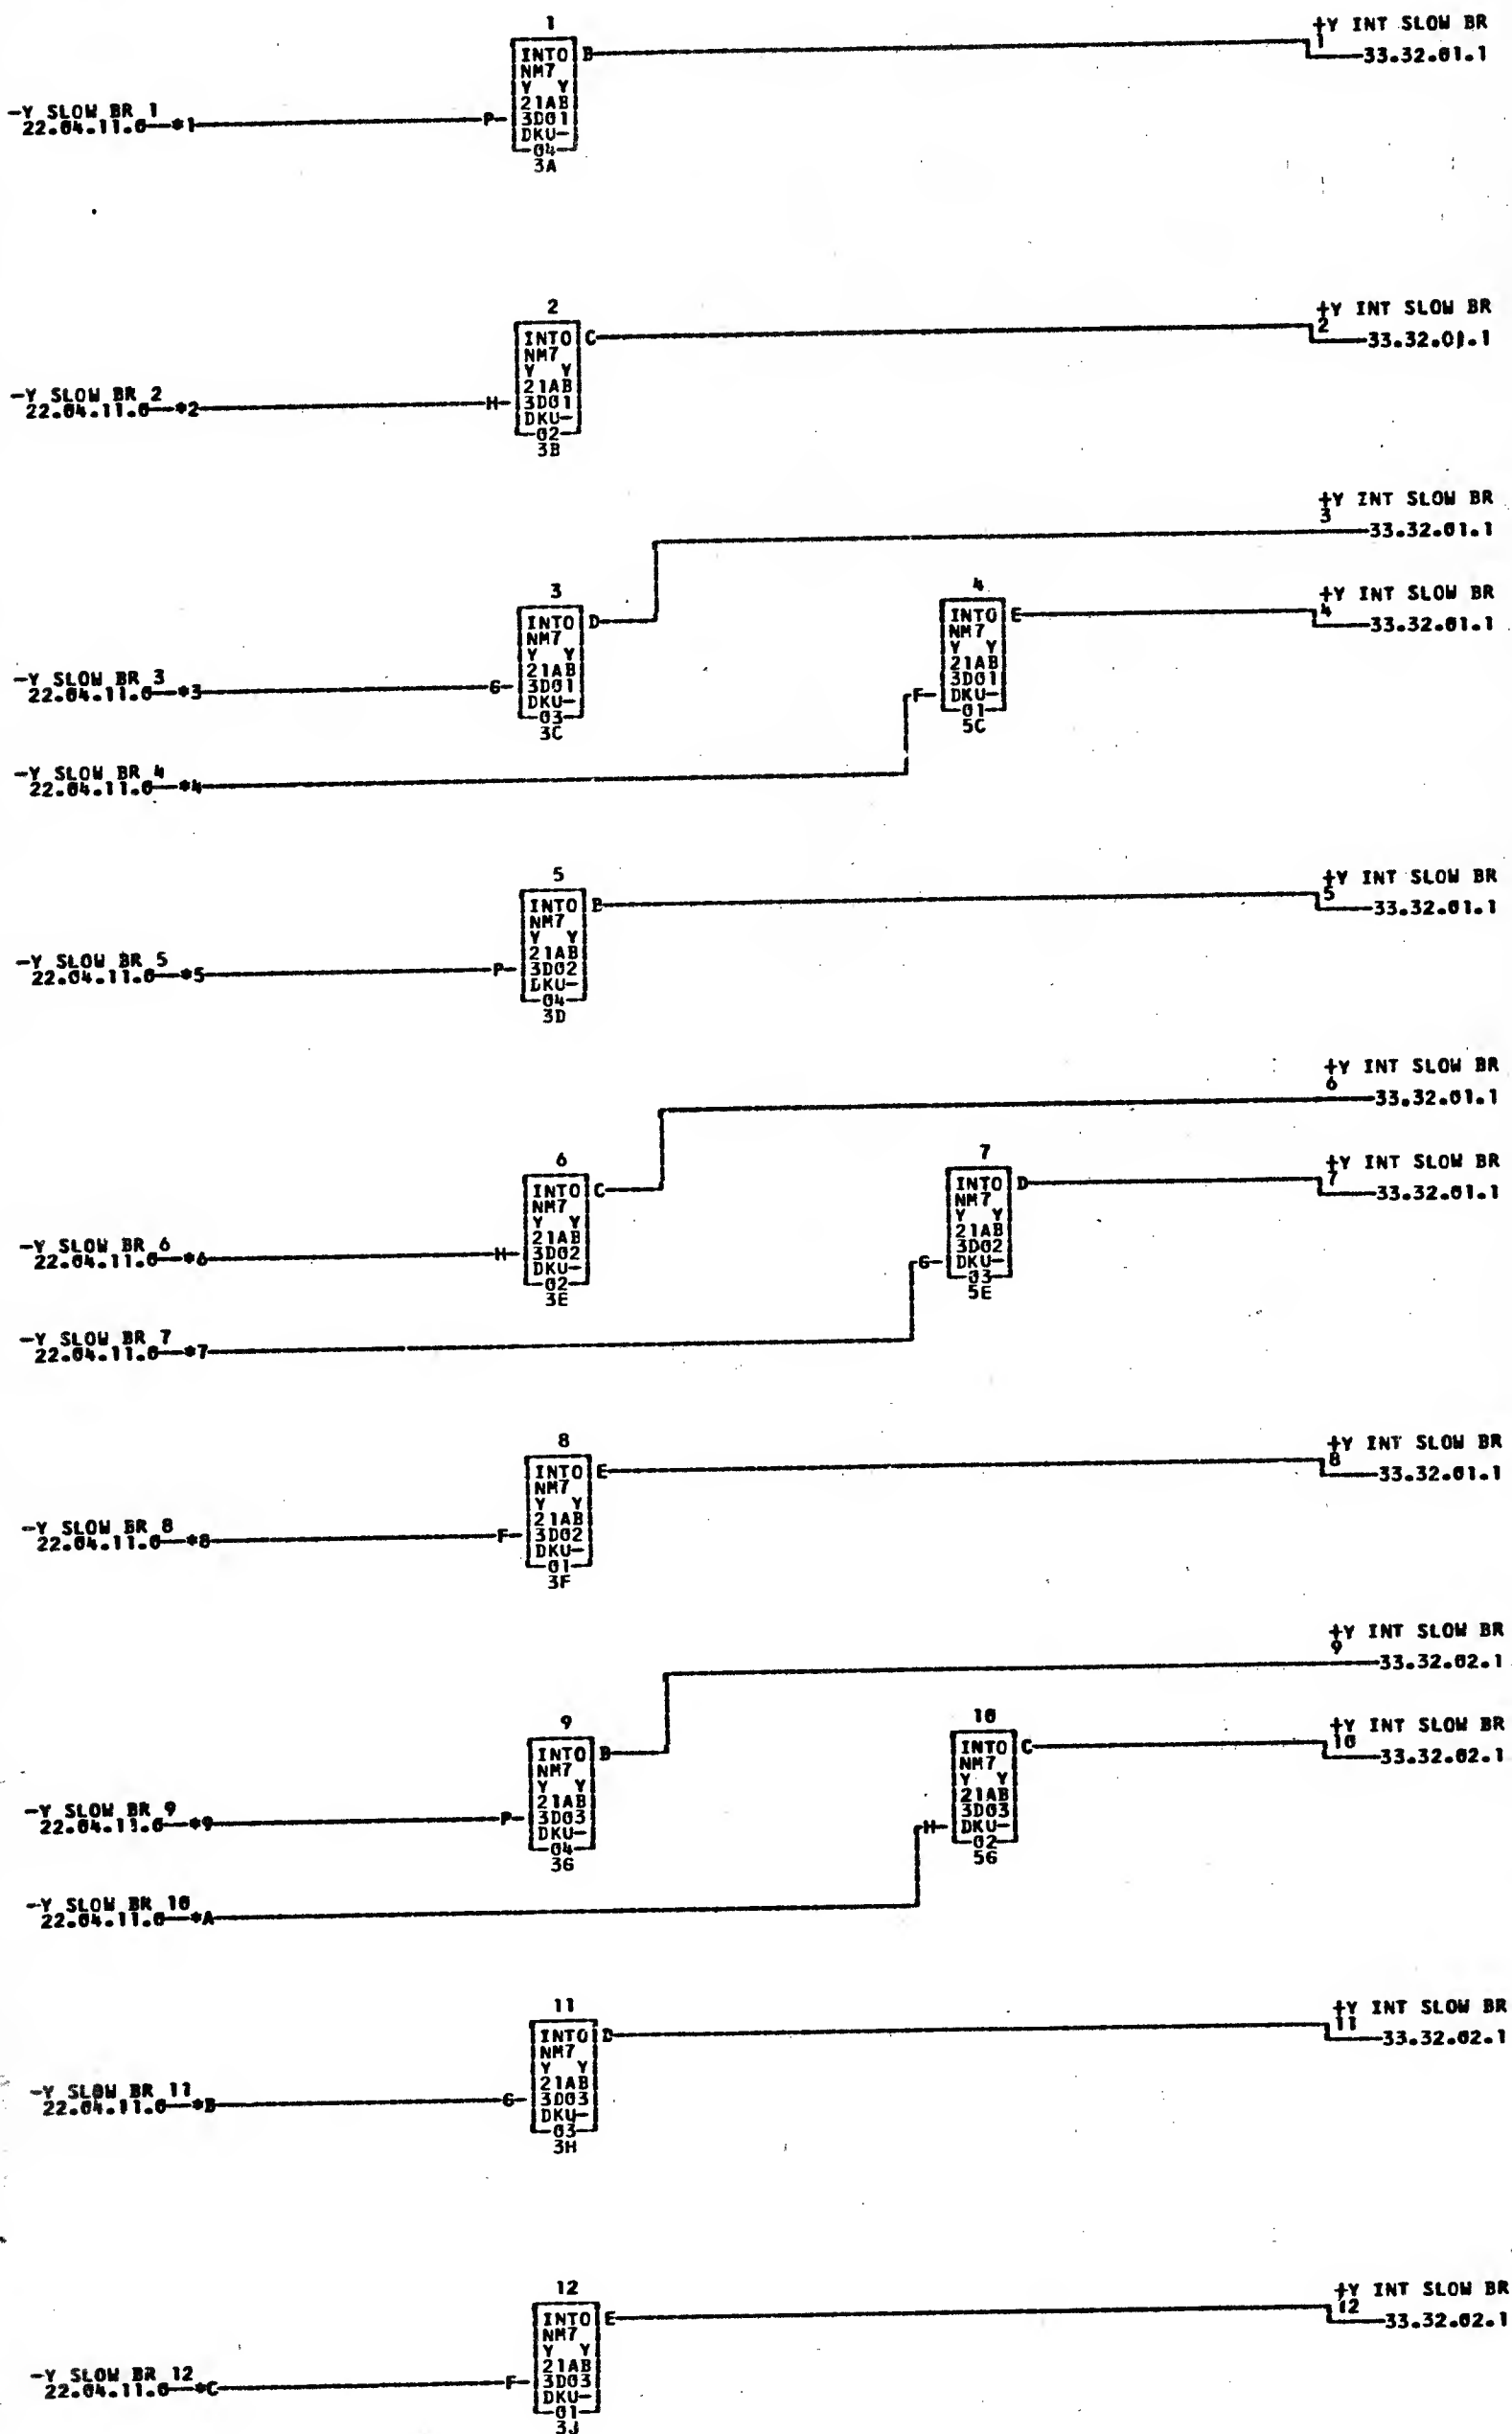 1
+Y INT SLOW BR
1
33.32.01.1
INTO B
NM7
Y Y
21AB
-Y SLOW BR 1
22.04.11.0 *1
P 3D01
DKU-
04
3A
2
+Y INT SLOW BR
2
33.32.01.1
INTO C
NM7
Y Y
21AB
-Y SLOW BR 2
22.04.11.0 *2
H 3D01
DKU-
02
3B
+Y INT SLOW BR
3
33.32.01.1
3
INTO D
NM7
Y Y
21AB
-Y SLOW BR 3
22.04.11.0 *3
G 3D01
DKU-
03
3C
4
+Y INT SLOW BR
4
33.32.01.1
INTO E
NM7
Y Y
21AB
3D01
F DKU-
01
5C
-Y SLOW BR 4
22.04.11.0 *4
5
+Y INT SLOW BR
5
33.32.01.1
INTO B
NM7
Y Y
21AB
-Y SLOW BR 5
22.04.11.0 *5
P 3D02
DKU-
04
3D
+Y INT SLOW BR
6
33.32.01.1
6
INTO C
NM7
Y Y
21AB
-Y SLOW BR 6
22.04.11.0 *6
H 3D02
DKU-
02
3E
7
+Y INT SLOW BR
7
33.32.01.1
INTO D
NM7
Y Y
21AB
3D02
G DKU-
03
5E
-Y SLOW BR 7
22.04.11.0 *7
8
+Y INT SLOW BR
8
33.32.01.1
INTO E
NM7
Y Y
21AB
-Y SLOW BR 8
22.04.11.0 *8
F 3D02
DKU-
01
3F
+Y INT SLOW BR
9
33.32.02.1
9
INTO B
NM7
Y Y
21AB
-Y SLOW BR 9
22.04.11.0 *9
P 3D03
DKU-
04
3G
10
+Y INT SLOW BR
10
33.32.02.1
INTO C
NM7
Y Y
21AB
3D03
H DKU-
02
5G
-Y SLOW BR 10
22.04.11.0 *A
11
+Y INT SLOW BR
11
33.32.02.1
INTO D
NM7
Y Y
21AB
-Y SLOW BR 11
22.04.11.0 *B
G 3D03
DKU-
03
3H
12
+Y INT SLOW BR
12
33.32.02.1
INTO E
NM7
Y Y
21AB
-Y SLOW BR 12
22.04.11.0 *C
F 3D03
DKU-
01
3J